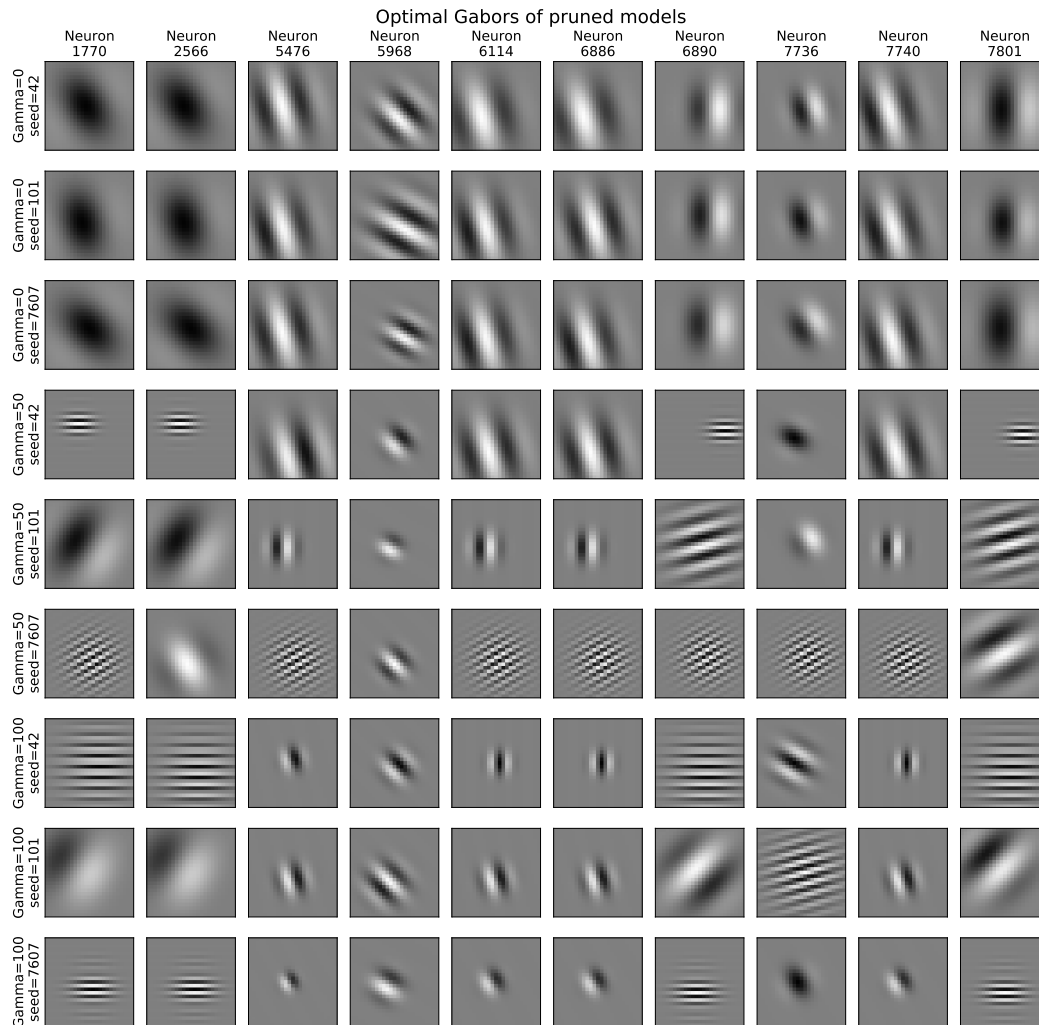 Optimal Gabors of pruned models
Neuron
1770
Neuron
2566
Neuron
5476
Neuron
5968
Neuron
6114
Neuron
6886
Neuron
6890
Neuron
7736
Neuron
7740
Neuron
7801
Gamma=0
seed=42
Gamma=0
seed=101
Gamma=0
seed=7607
Gamma=50
seed=42
Gamma=50
seed=101
Gamma=50
seed=7607
Gamma=100
seed=42
Gamma=100
seed=101
Gamma=100
seed=7607